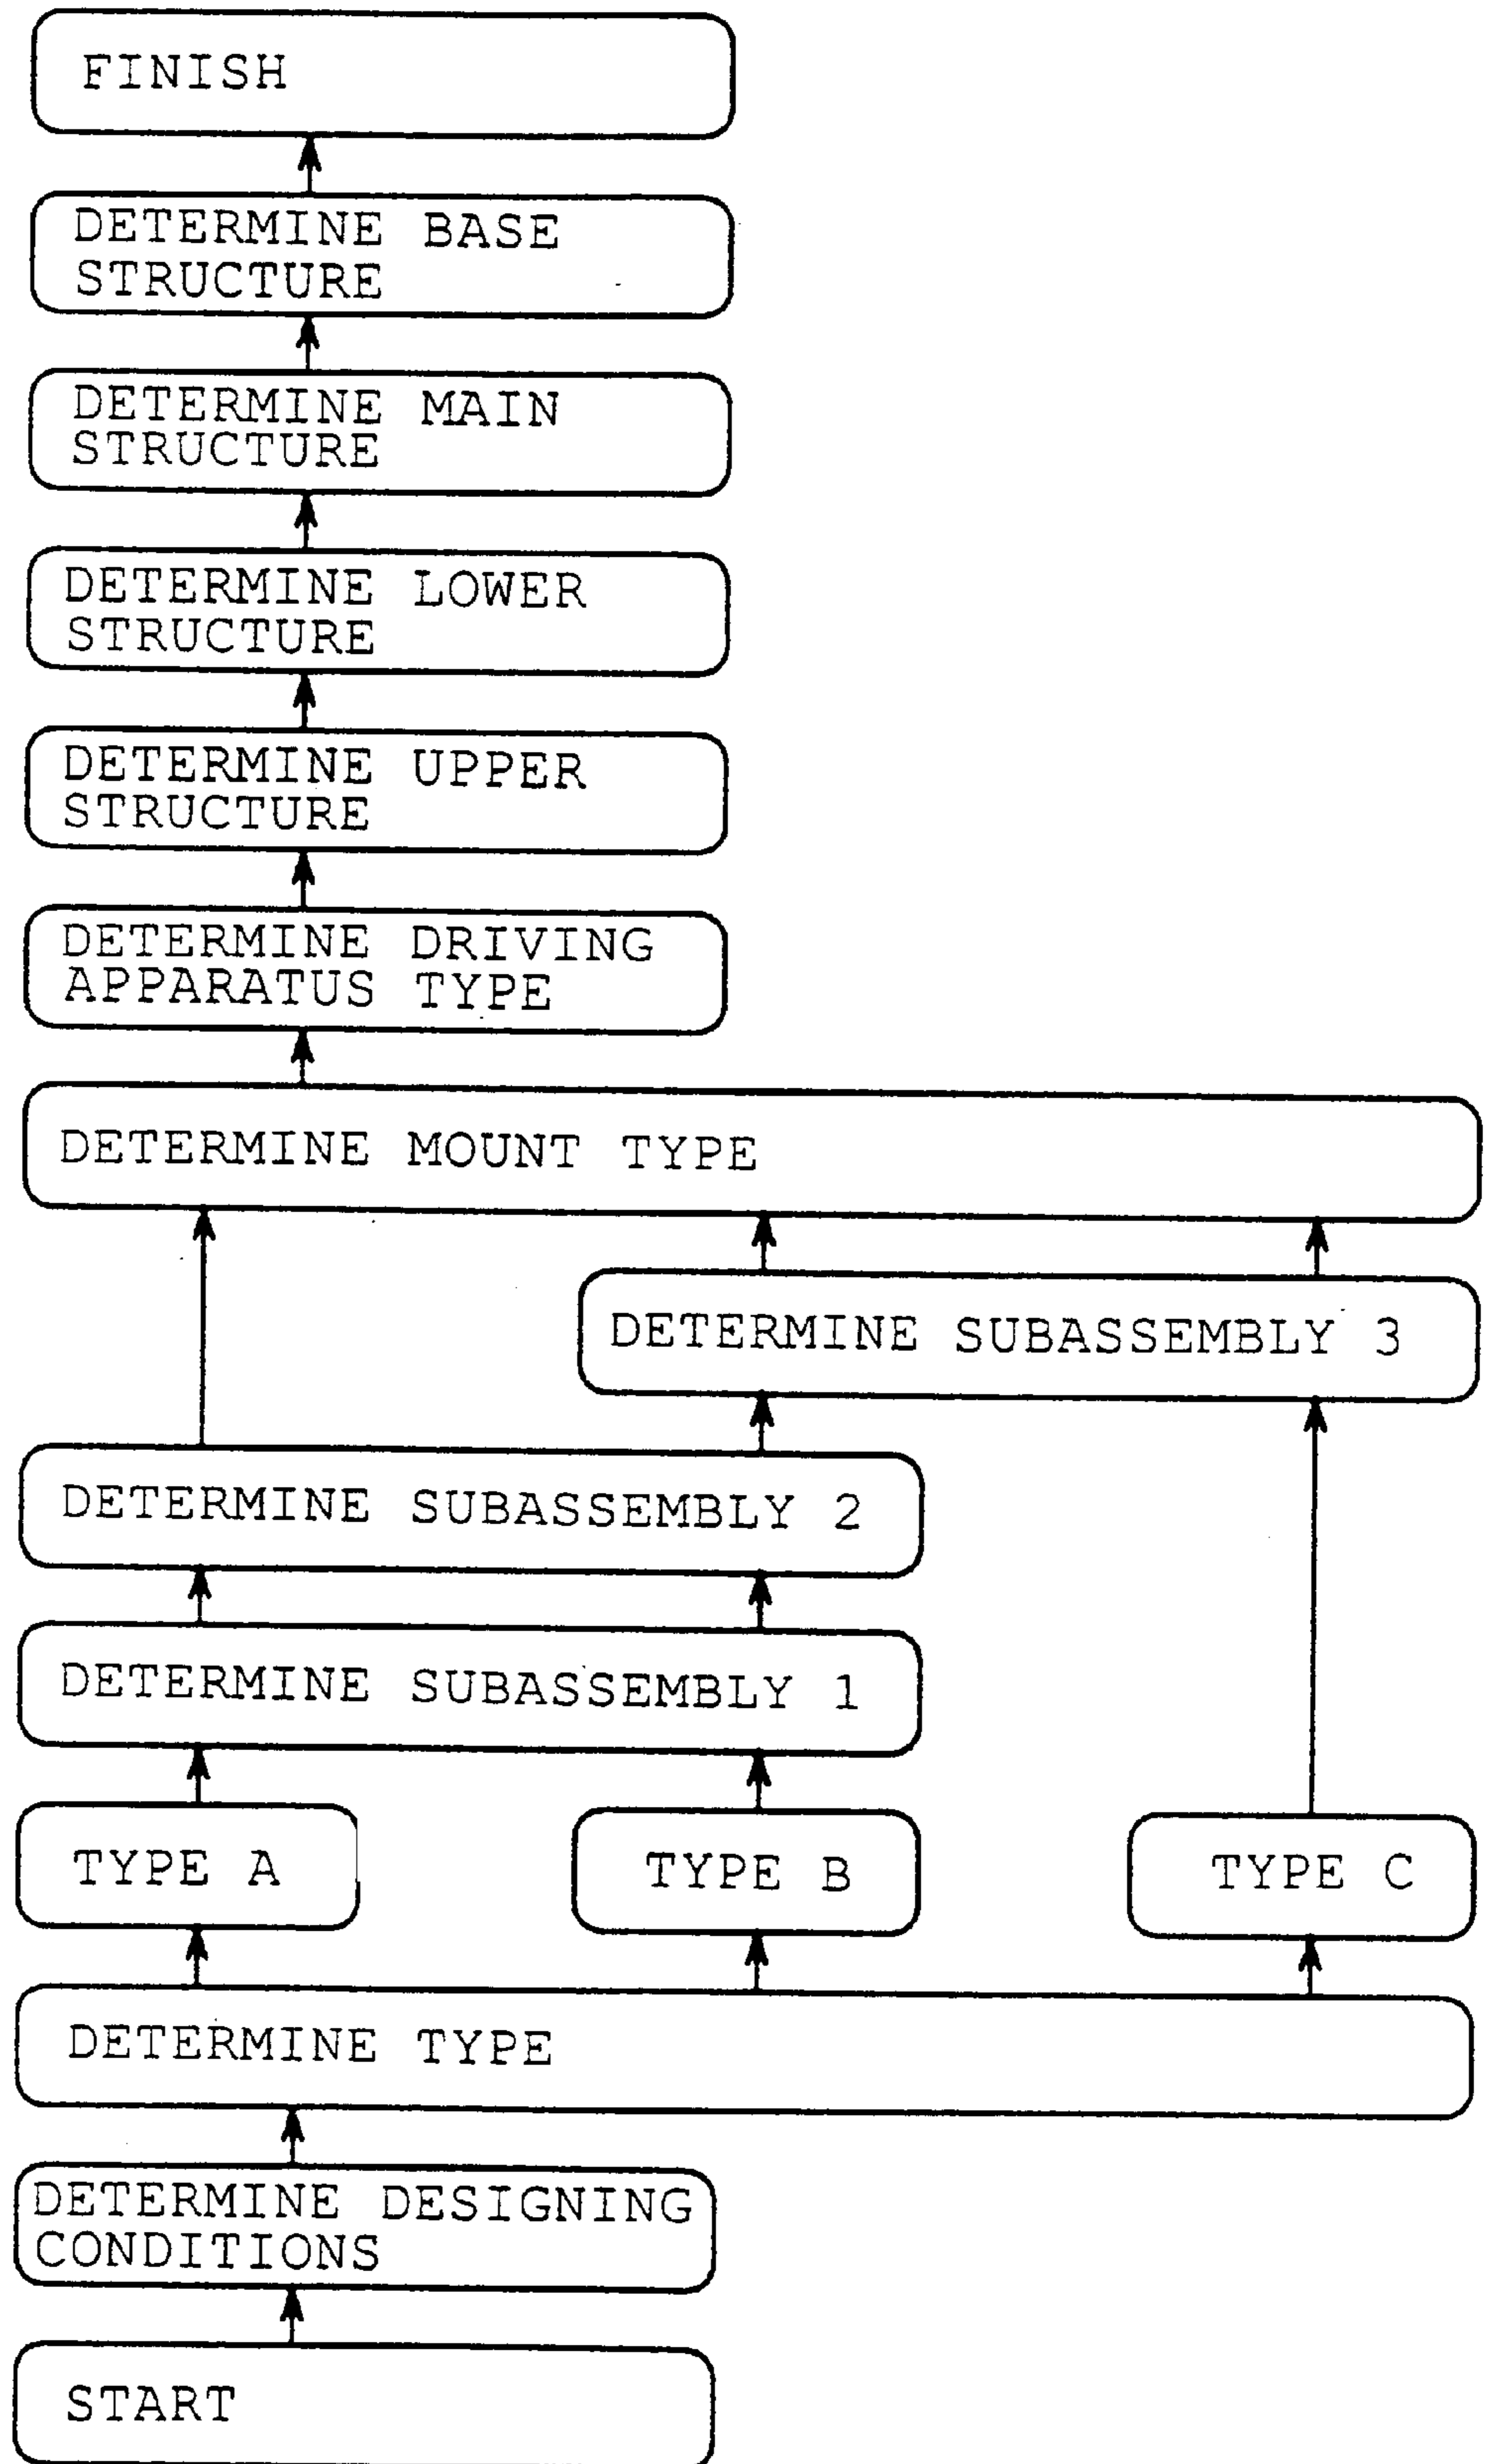 FINISH
DETERMINE BASE
STRUCTURE
DETERMINE MAIN
STRUCTURE
DETERMINE LOWER
STRUCTURE
DETERMINE UPPER
STRUCTURE
DETERMINE DRIVING
APPARATUS TYPE
DETERMINE MOUNT TYPE
DETERMINE SUBASSEMBLY 3
DETERMINE SUBASSEMBLY 2
DETERMINE SUBASSEMBLY 1
TYPE A
TYPE B
TYPE C
DETERMINE TYPE
DETERMINE DESIGNING
CONDITIONS
START